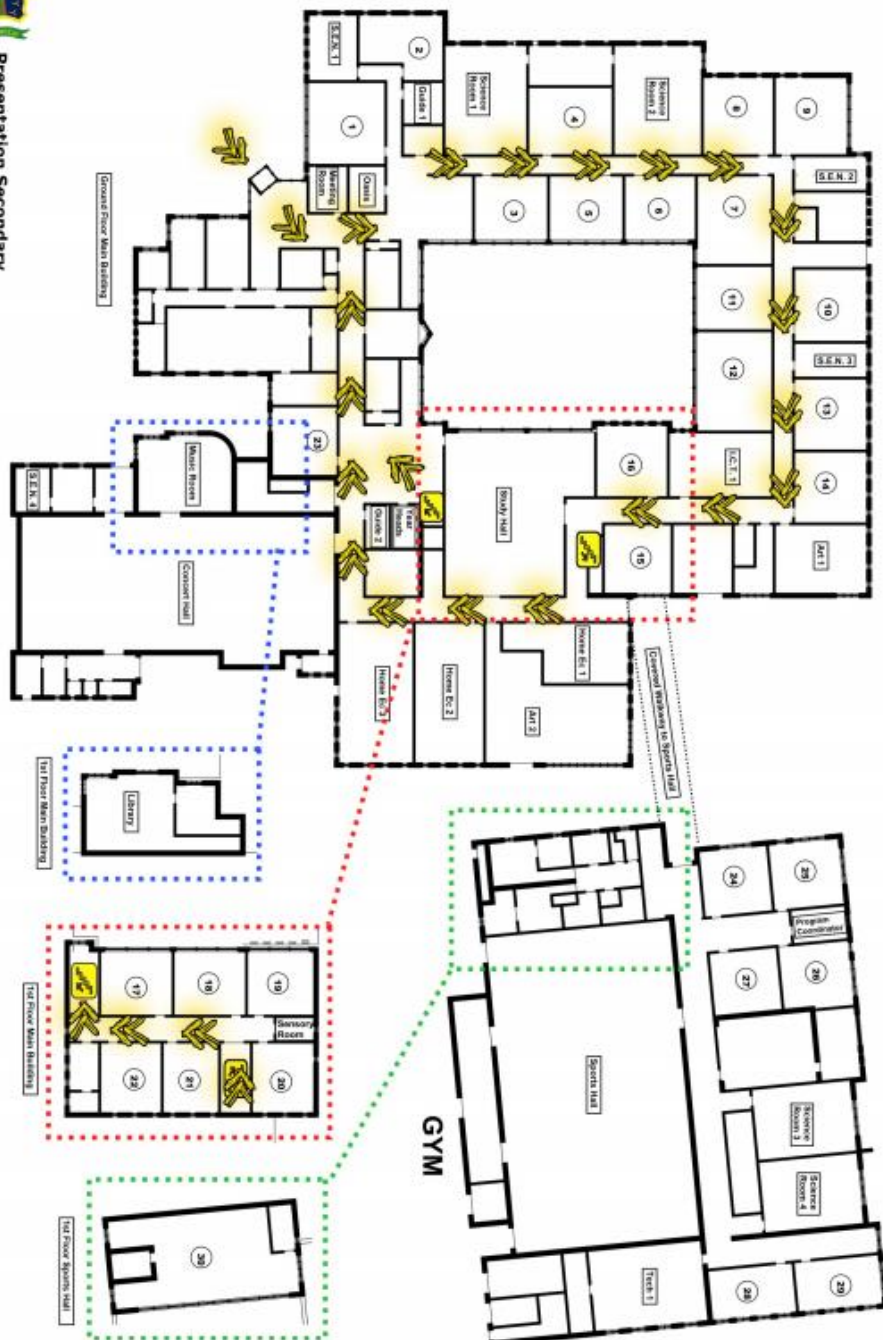 Presentation Secondary
Ground Floor Main Building
S.E.N. 1
2
Guide 1
1
Meeting
Room
Oasis
Science
Room 1
4
Science
Room 2
8
9
S.E.N. 2
3
5
6
7
11
12
10
S.E.N. 3
13
14
I.C.T. 1
16
15
Art 1
Study Hall
23
Year
Heads
Guide 2
Music Room
S.E.N. 4
Concert Hall
Home Ec 3
Home Ec 2
Home Ec 1
Art 2
Covered Walkway to Sports Hall
Library
1st Floor Main Building
17
18
19
Sensory
Room
22
21
20
1st Floor Main Building
24
25
Program
Coordinator
27
26
Science
Room 3
Science
Room 4
Sports Hall
GYM
Tech 1
28
29
30
1st Floor Sports Hall